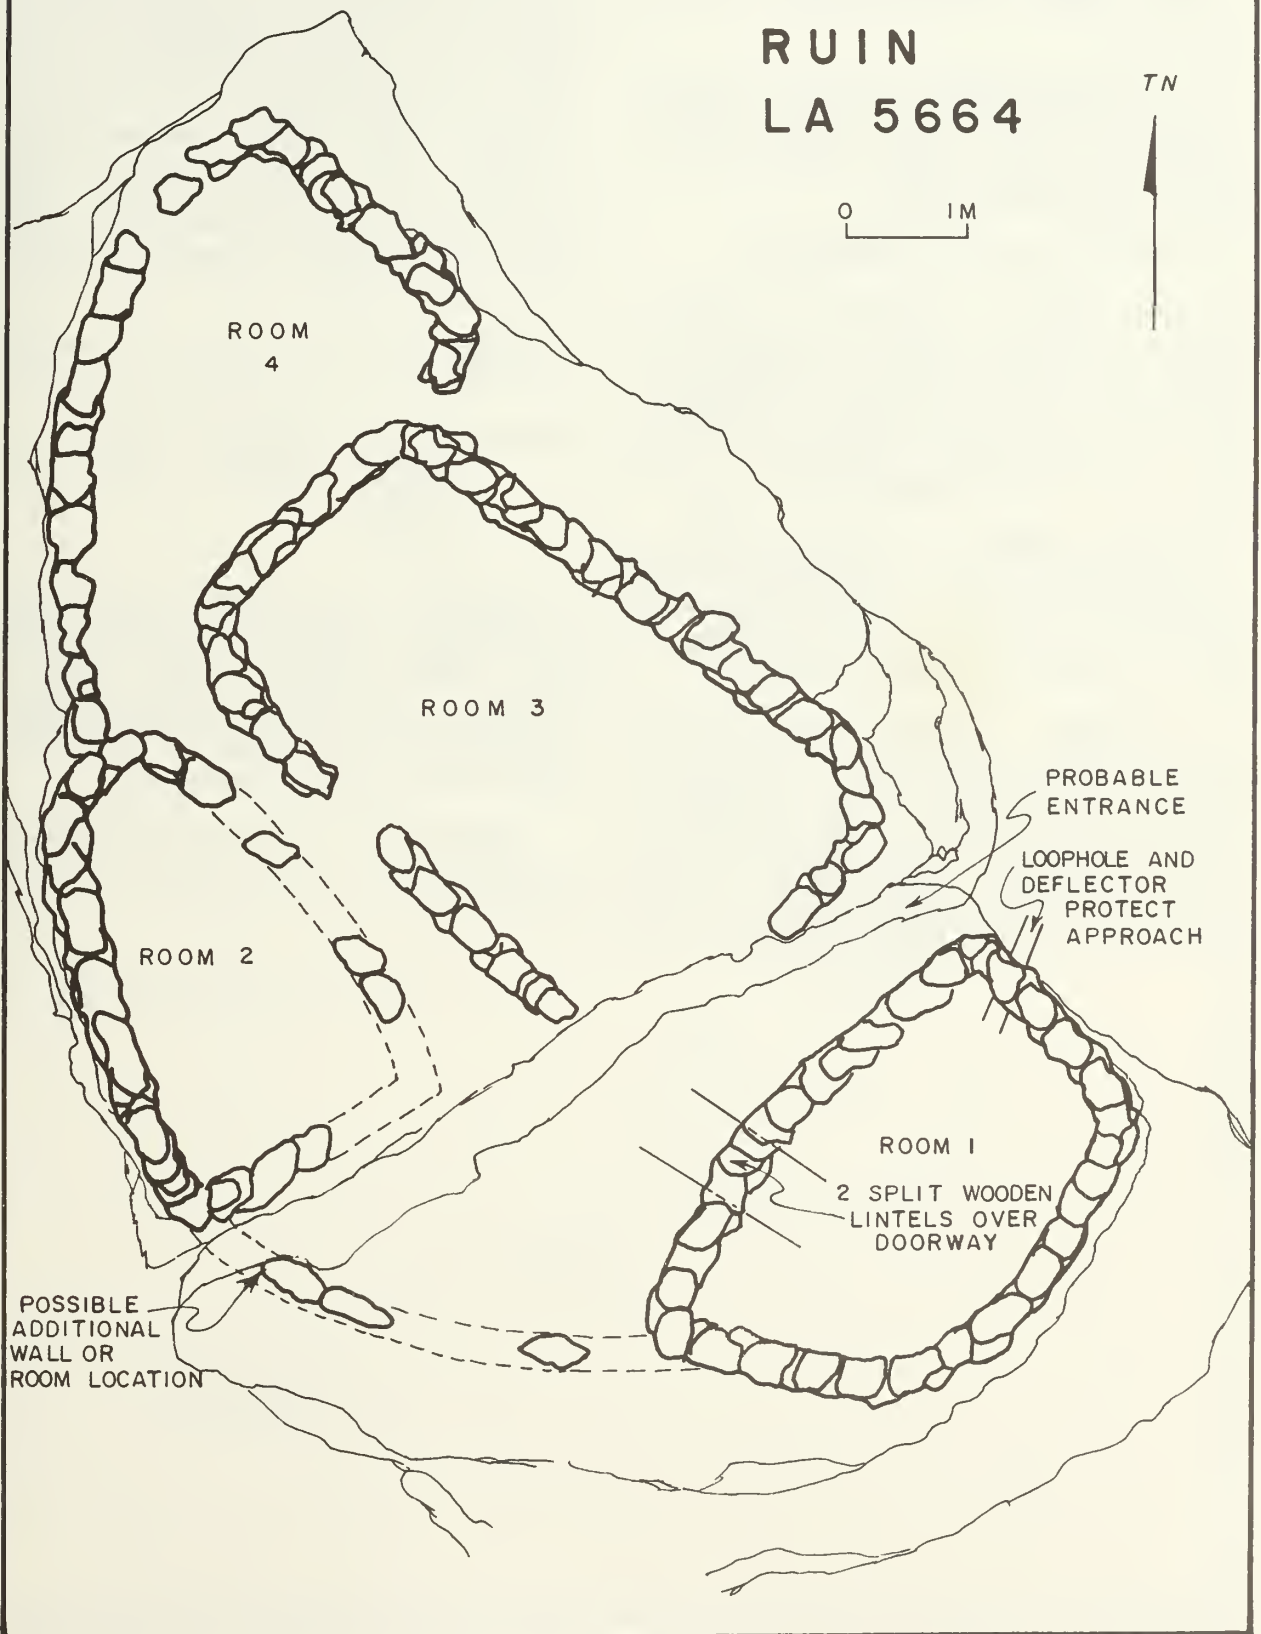 RUIN
LA 5664
TN
0 1M
ROOM
4
ROOM 3
PROBABLE
ENTRANCE
LOOPHOLE AND
DEFLECTOR
PROTECT
APPROACH
ROOM 2
ROOM 1
2 SPLIT WOODEN
LINTELS OVER
DOORWAY
POSSIBLE
ADDITIONAL
WALL OR
ROOM LOCATION